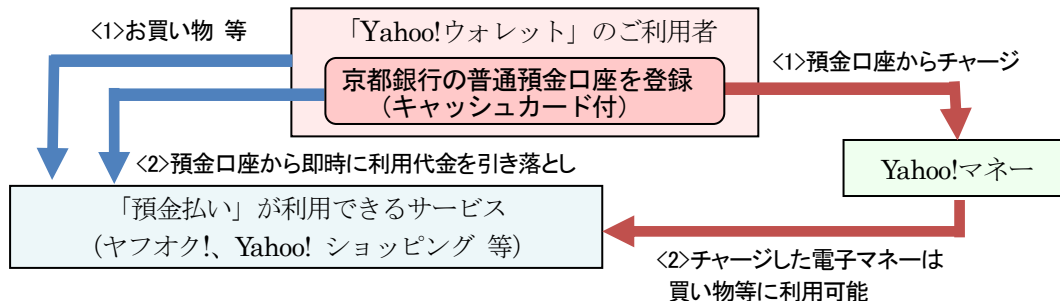 <1>お買い物 等
「Yahoo!ウォレット」のご利用者
京都銀行の普通預金口座を登録
（キャッシュカード付）
<1>預金口座からチャージ
<2>預金口座から即時に利用代金を引き落とし
Yahoo!マネー
「預金払い」が利用できるサービス
（ヤフオク!、Yahoo! ショッピング 等）
<2>チャージした電子マネーは
買い物等に利用可能